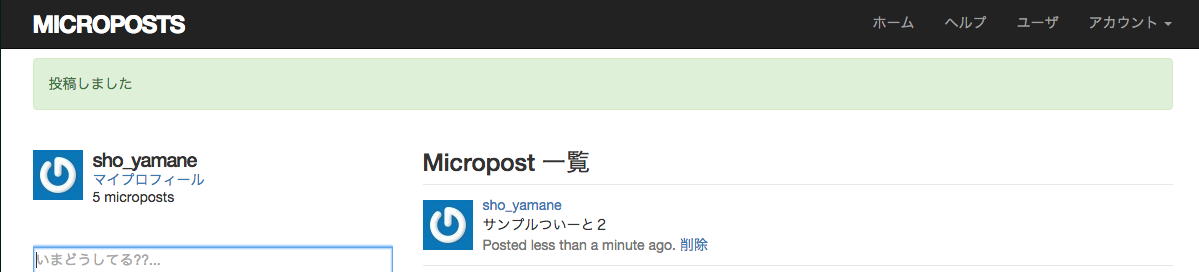 MICROPOSTS
ホーム ヘルプ ユーザ アカウント
投稿しました
sho_yamane
マイプロフィール
5 microposts
いまどうしてる??...
Micropost 一覧
sho_yamane
サンプルついーと２
Posted less than a minute ago. 削除